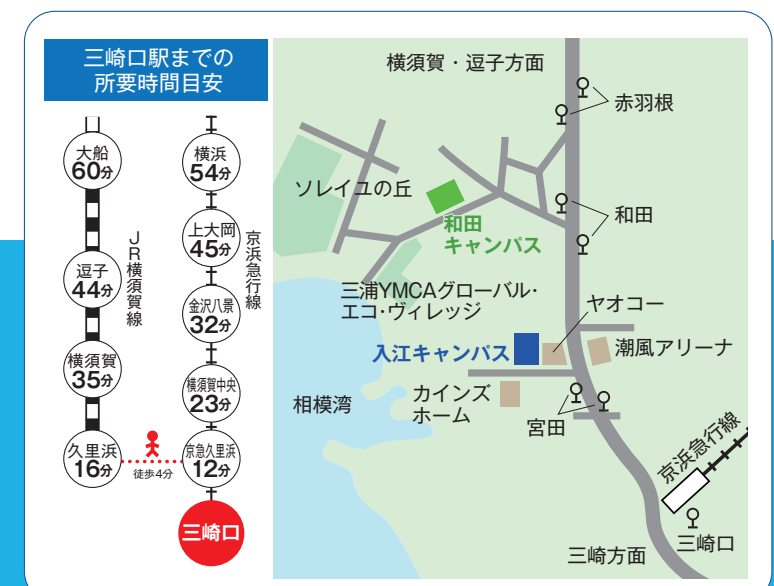 三崎口駅までの
所要時間目安
大船
60分
逗子
44分
横須賀
35分
久里浜
16分
JR横須賀線
徒歩4分
横浜
54分
上大岡
45分
金沢八景
32分
横須賀中央
23分
京急久里浜
12分
三崎口
京浜急行線
横須賀・逗子方面
赤羽根
ソレイユの丘
和田
キャンパス
和田
三浦YMCAグローバル・
エコ・ヴィレッジ
ヤオコー
入江キャンパス
潮風アリーナ
相模湾
カインズ
ホーム
宮田
京浜急行線
三崎口
三崎方面